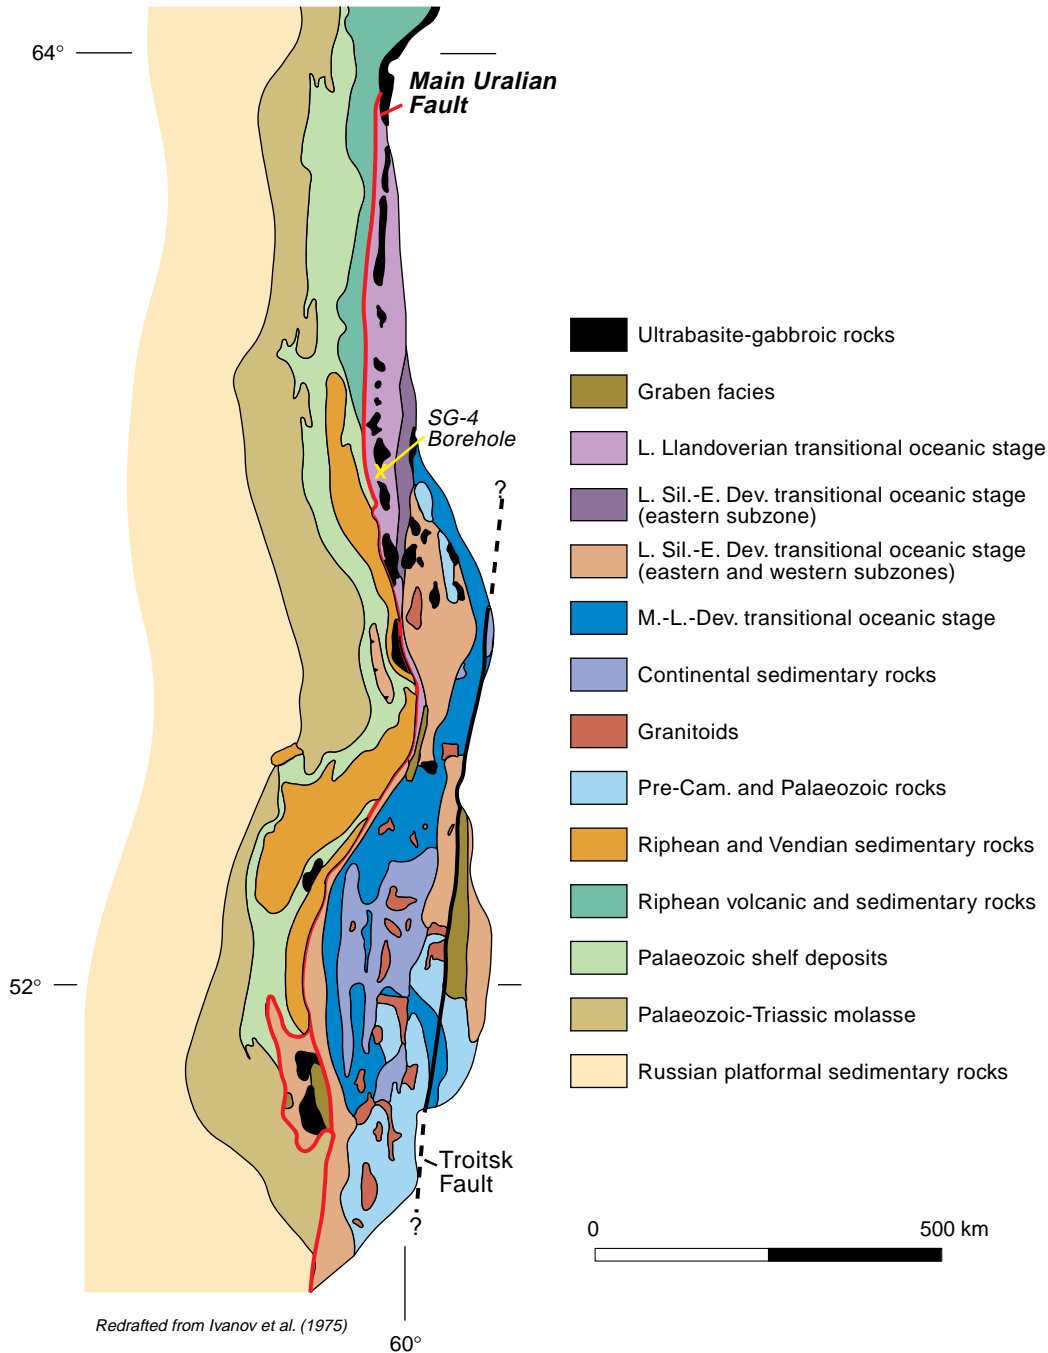 64°
Main Uralian
Fault
SG-4
Borehole
?
52°
Troitsk
Fault
?
60°
Redrafted from Ivanov et al. (1975)
Ultrabasite-gabbroic rocks
Graben facies
L. Llandoverian transitional oceanic stage
L. Sil.-E. Dev. transitional oceanic stage
(eastern subzone)
L. Sil.-E. Dev. transitional oceanic stage
(eastern and western subzones)
M.-L.-Dev. transitional oceanic stage
Continental sedimentary rocks
Granitoids
Pre-Cam. and Palaeozoic rocks
Riphean and Vendian sedimentary rocks
Riphean volcanic and sedimentary rocks
Palaeozoic shelf deposits
Palaeozoic-Triassic molasse
Russian platformal sedimentary rocks
0 500 km